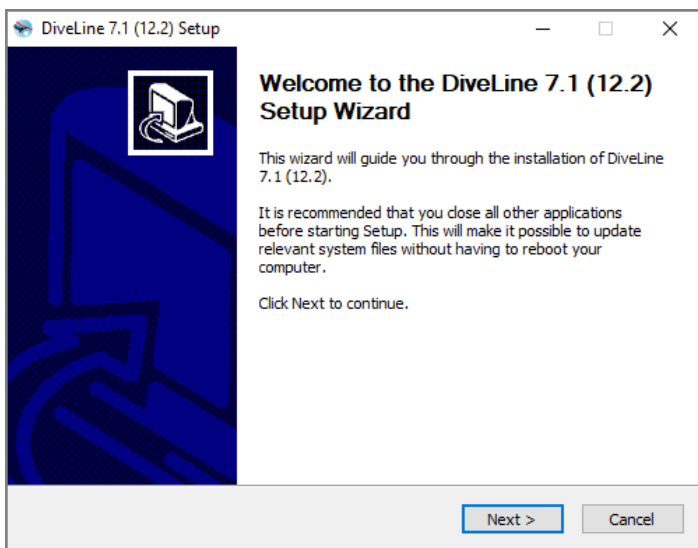 DiveLine 7.1 (12.2) Setup
Welcome to the DiveLine 7.1 (12.2)
Setup Wizard
This wizard will guide you through the installation of DiveLine
7.1 (12.2).
It is recommended that you close all other applications
before starting Setup. This will make it possible to update
relevant system files without having to reboot your
computer.
Click Next to continue.
Next >
Cancel